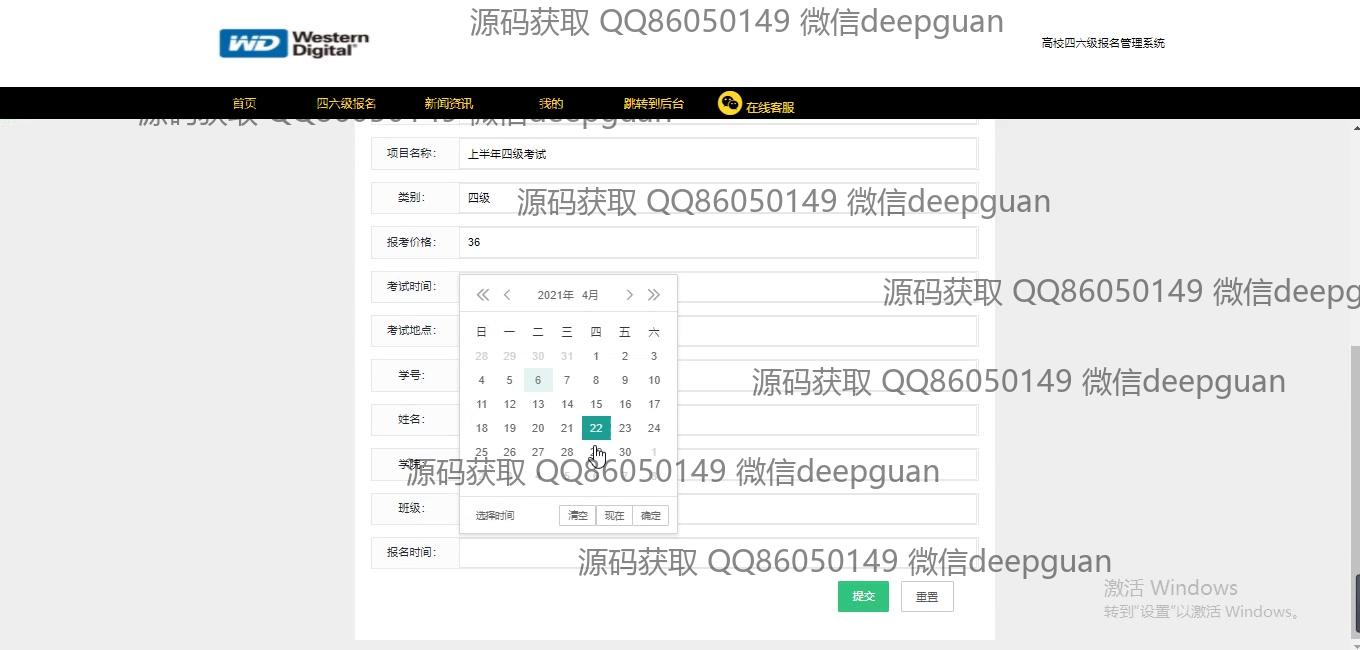 源码获取 QQ86050149 微信deepguan
WD Western Digital
高校四六级报名管理系统
首页 四六级报名 新闻资讯 我的 跳转到后台 在线客服
源码获取 QQ86050149 微信deepguan
项目名称： 上半年四级考试
类别： 四级
源码获取 QQ86050149 微信deepguan
报考价格： 36
考试时间：
源码获取 QQ86050149 微信deepg
2021年 4月
考试地点：
日 一 二 三 四 五 六
28 29 30 31 1 2 3
学号：
4 5 6 7 8 9 10
源码获取 QQ86050149 微信deepguan
11 12 13 14 15 16 17
姓名：
18 19 20 21 22 23 24
25 26 27 28 30 1
学院：
源码获取 QQ86050149 微信deepguan
班级：
选择时间 清空 现在 确定
报名时间：
源码获取 QQ86050149 微信deepguan
提交 重置
激活 Windows
转到"设置"以激活 Windows。